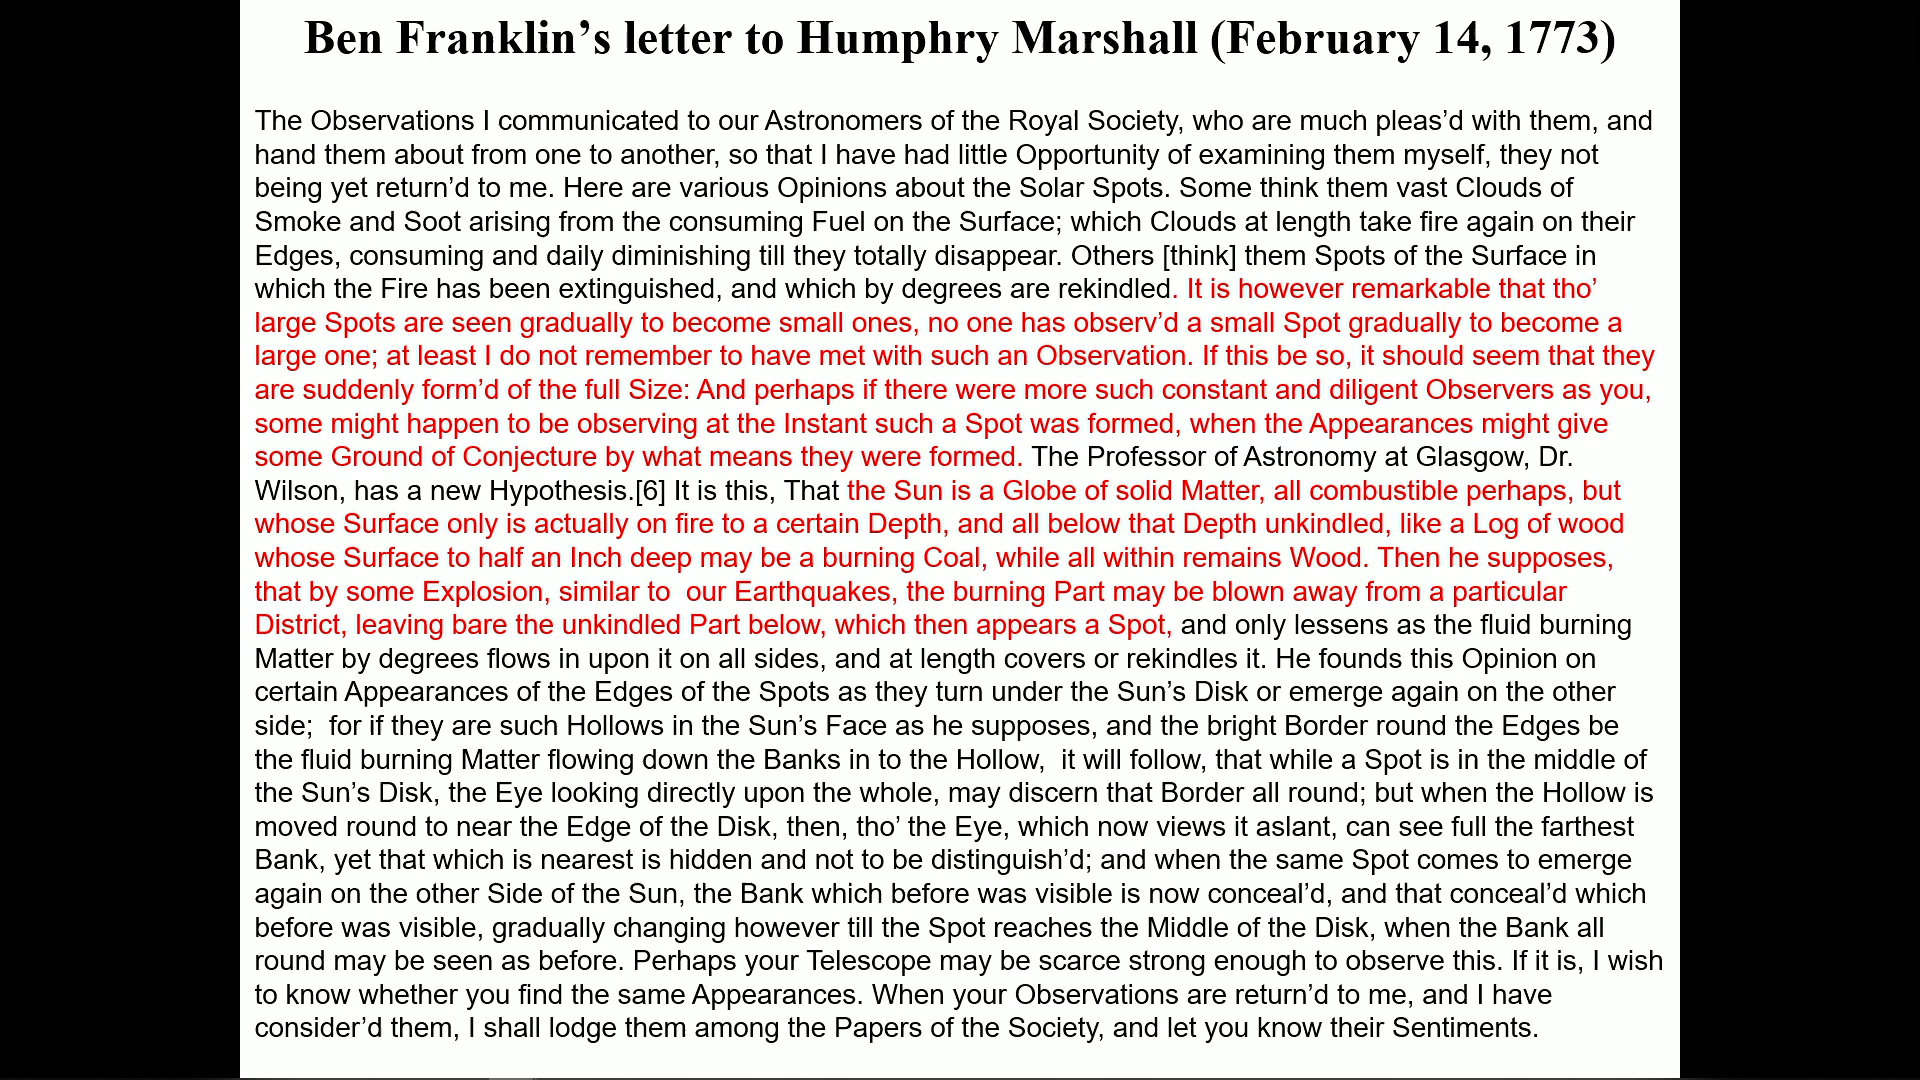 Ben Franklin’s letter to Humphry Marshall (February 14, 1773)
The Observations I communicated to our Astronomers of the Royal Society, who are much pleas’d with them, and
hand them about from one to another, so that I have had little Opportunity of examining them myself, they not
being yet return’d to me. Here are various Opinions about the Solar Spots. Some think them vast Clouds of
Smoke and Soot arising from the consuming Fuel on the Surface; which Clouds at length take fire again on their
Edges, consuming and daily diminishing till they totally disappear. Others [think] them Spots of the Surface in
which the Fire has been extinguished, and which by degrees are rekindled. It is however remarkable that tho’
large Spots are seen gradually to become small ones, no one has observ’d a small Spot gradually to become a
large one; at least I do not remember to have met with such an Observation. If this be so, it should seem that they
are suddenly form’d of the full Size: And perhaps if there were more such constant and diligent Observers as you,
some might happen to be observing at the Instant such a Spot was formed, when the Appearances might give
some Ground of Conjecture by what means they were formed. The Professor of Astronomy at Glasgow, Dr.
Wilson, has a new Hypothesis.[6] It is this, That the Sun is a Globe of solid Matter, all combustible perhaps, but
whose Surface only is actually on fire to a certain Depth, and all below that Depth unkindled, like a Log of wood
whose Surface to half an Inch deep may be a burning Coal, while all within remains Wood. Then he supposes,
that by some Explosion, similar to  our Earthquakes, the burning Part may be blown away from a particular
District, leaving bare the unkindled Part below, which then appears a Spot, and only lessens as the fluid burning
Matter by degrees flows in upon it on all sides, and at length covers or rekindles it. He founds this Opinion on
certain Appearances of the Edges of the Spots as they turn under the Sun’s Disk or emerge again on the other
side;  for if they are such Hollows in the Sun’s Face as he supposes, and the bright Border round the Edges be
the fluid burning Matter flowing down the Banks in to the Hollow,  it will follow, that while a Spot is in the middle of
the Sun’s Disk, the Eye looking directly upon the whole, may discern that Border all round; but when the Hollow is
moved round to near the Edge of the Disk, then, tho’ the Eye, which now views it aslant, can see full the farthest
Bank, yet that which is nearest is hidden and not to be distinguish’d; and when the same Spot comes to emerge
again on the other Side of the Sun, the Bank which before was visible is now conceal’d, and that conceal’d which
before was visible, gradually changing however till the Spot reaches the Middle of the Disk, when the Bank all
round may be seen as before. Perhaps your Telescope may be scarce strong enough to observe this. If it is, I wish
to know whether you find the same Appearances. When your Observations are return’d to me, and I have
consider’d them, I shall lodge them among the Papers of the Society, and let you know their Sentiments.